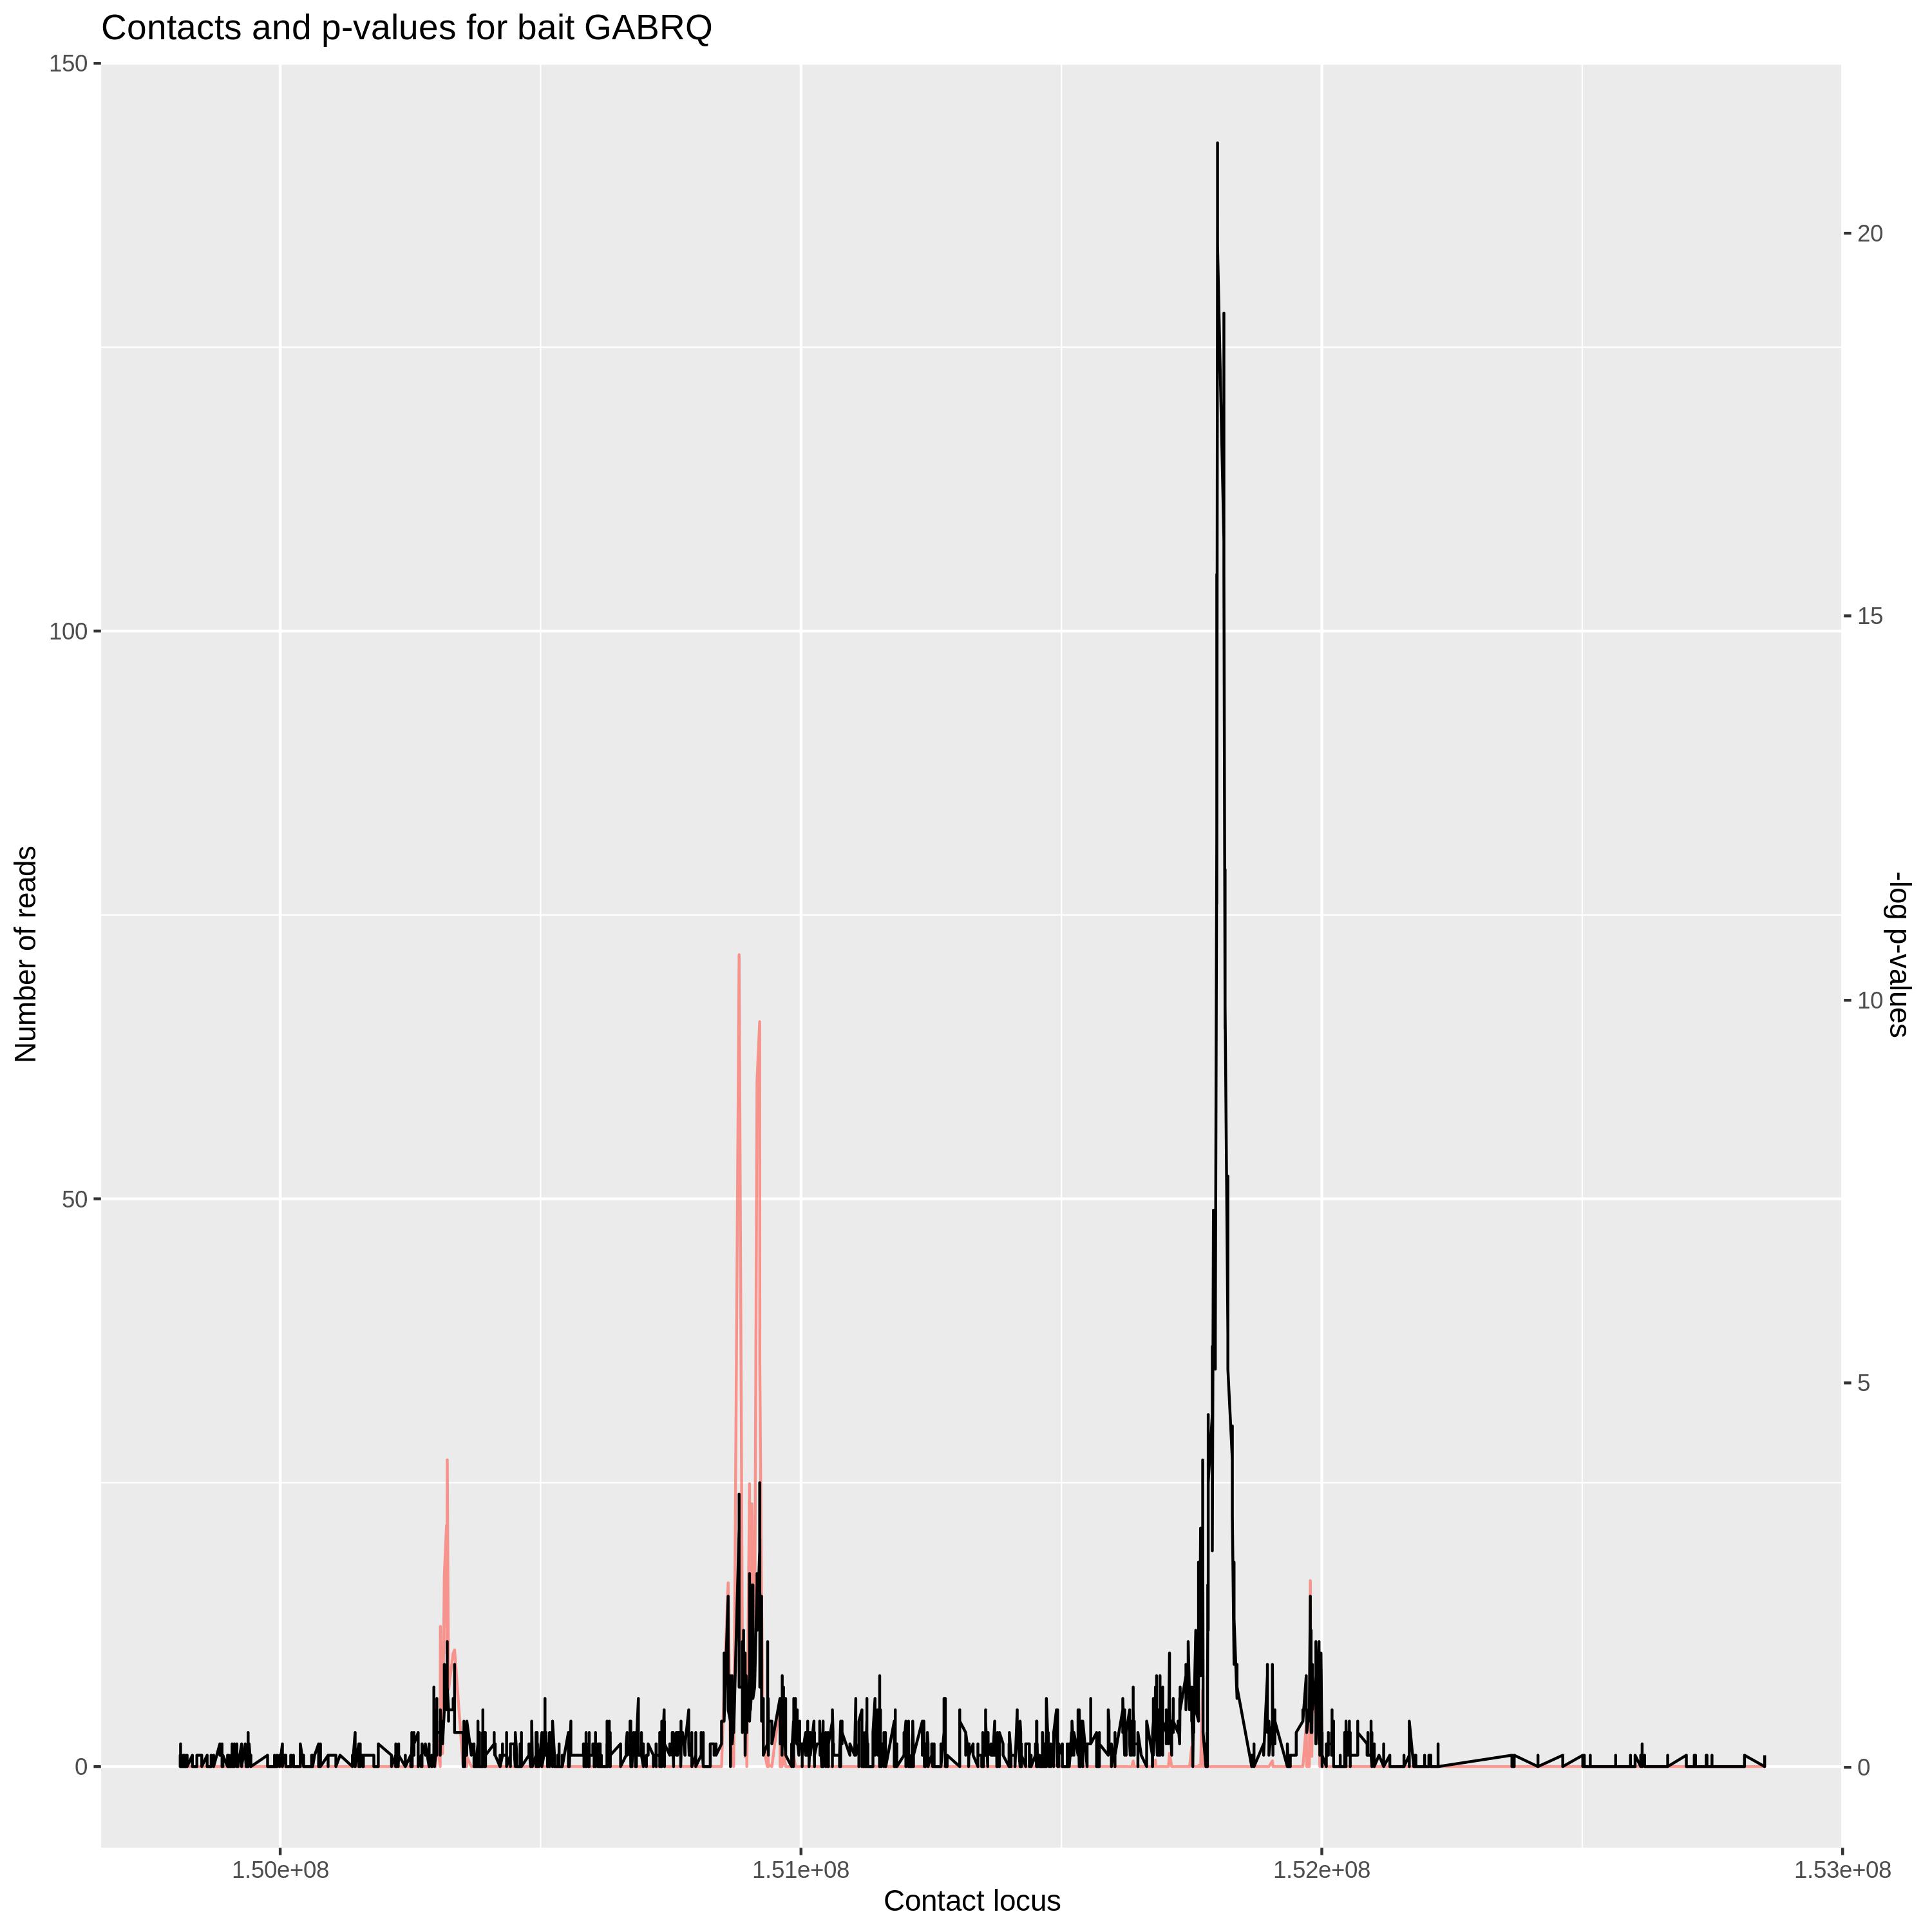 Contacts and p-values for bait GABRQ
150
100
50
0
Number of reads
20
15
10
5
0
-log p-values
1.50e+08
1.51e+08
1.52e+08
1.53e+08
Contact locus